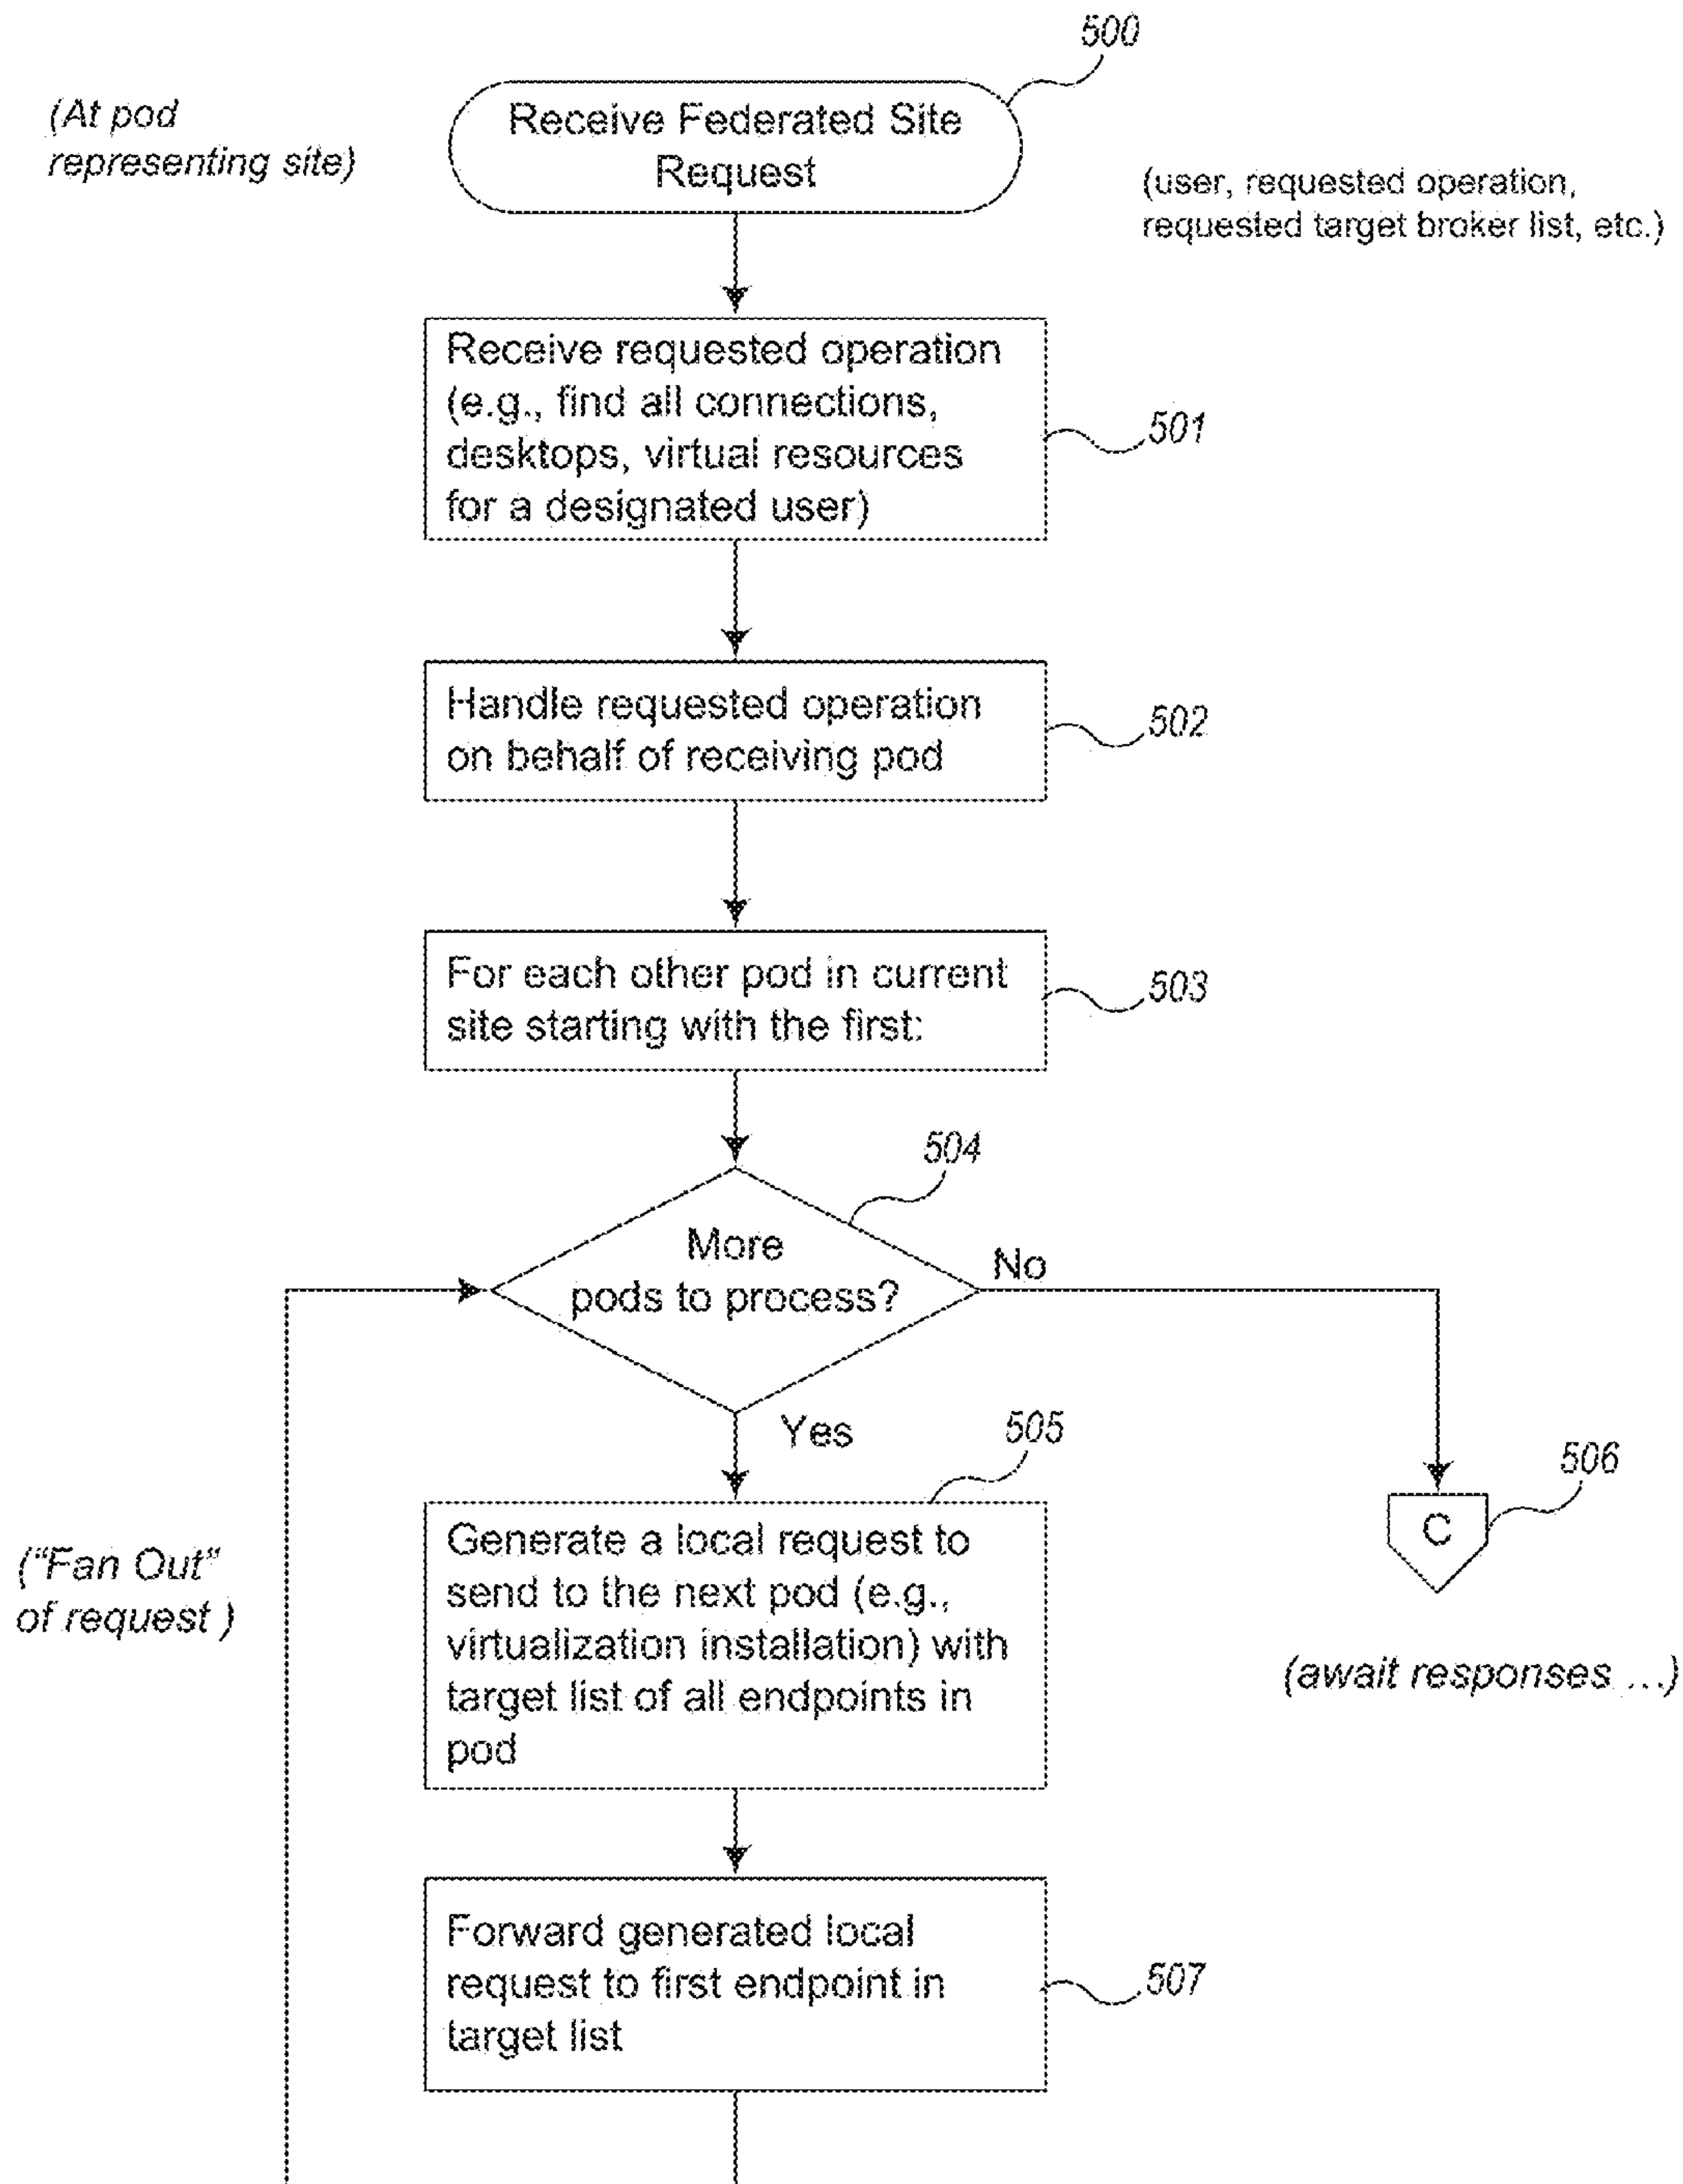 500
(At pod
representing site)
Receive Federated Site
Request
(user, requested operation,
requested target broker list, etc.)
Receive requested operation
(e.g., find all connections,
desktops, virtual resources
for a designated user)
501
Handle requested operation
on behalf of receiving pod
502
For each other pod in current
site starting with the first:
503
504
More
pods to process?
No
Yes
505
506
C
("Fan Out"
of request )
Generate a local request to
send to the next pod (e.g.,
virtualization installation) with
target list of all endpoints in
pod
(await responses ...)
Forward generated local
request to first endpoint in
target list
507